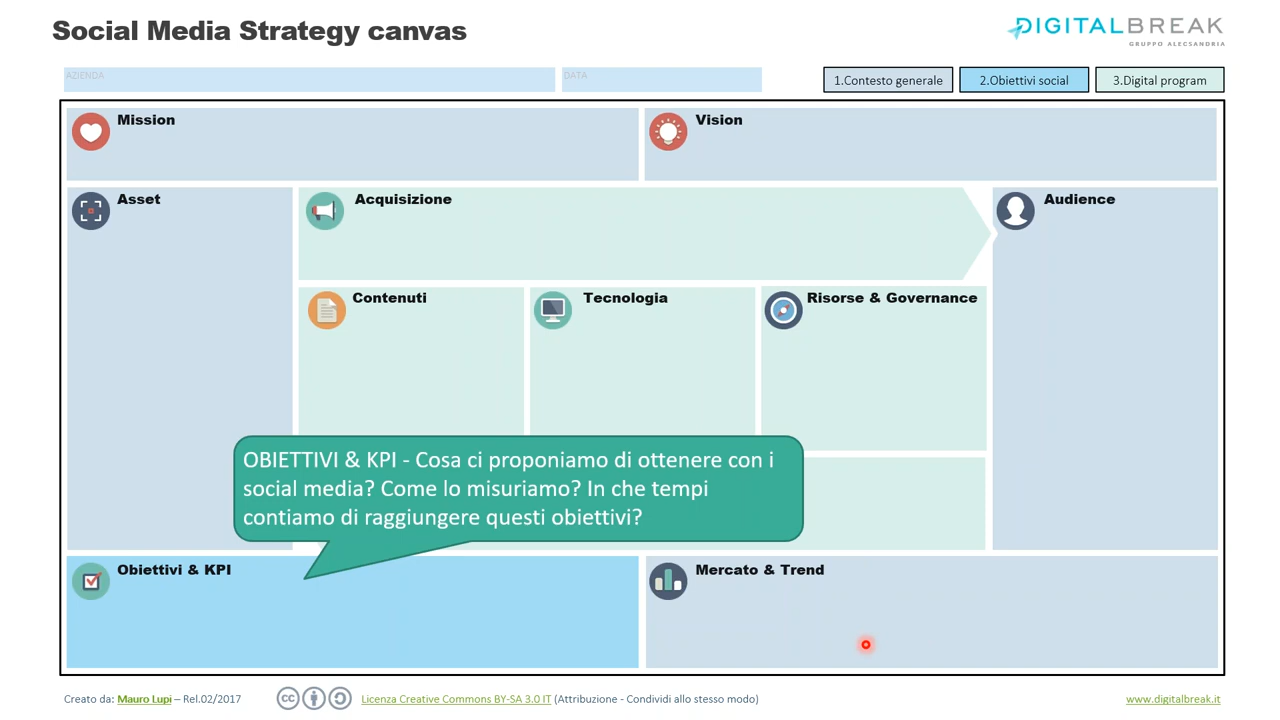 Social Media Strategy canvas
DIGITALBREAK
GRUPPO ALECSANDRIA
AZIENDA
DATA
1.Contesto generale
2.Obiettivi social
3.Digital program
Mission
Vision
Asset
Acquisizione
Audience
Contenuti
Tecnologia
Risorse & Governance
OBIETTIVI & KPI - Cosa ci proponiamo di ottenere con i
social media? Come lo misuriamo? In che tempi
contiamo di raggiungere questi obiettivi?
Obiettivi & KPI
Mercato & Trend
Creato da: Mauro Lupi – Rel.02/2017
cc
Licenza Creative Commons BY-SA 3.0 IT (Attribuzione - Condividi allo stesso modo)
www.digitalbreak.it